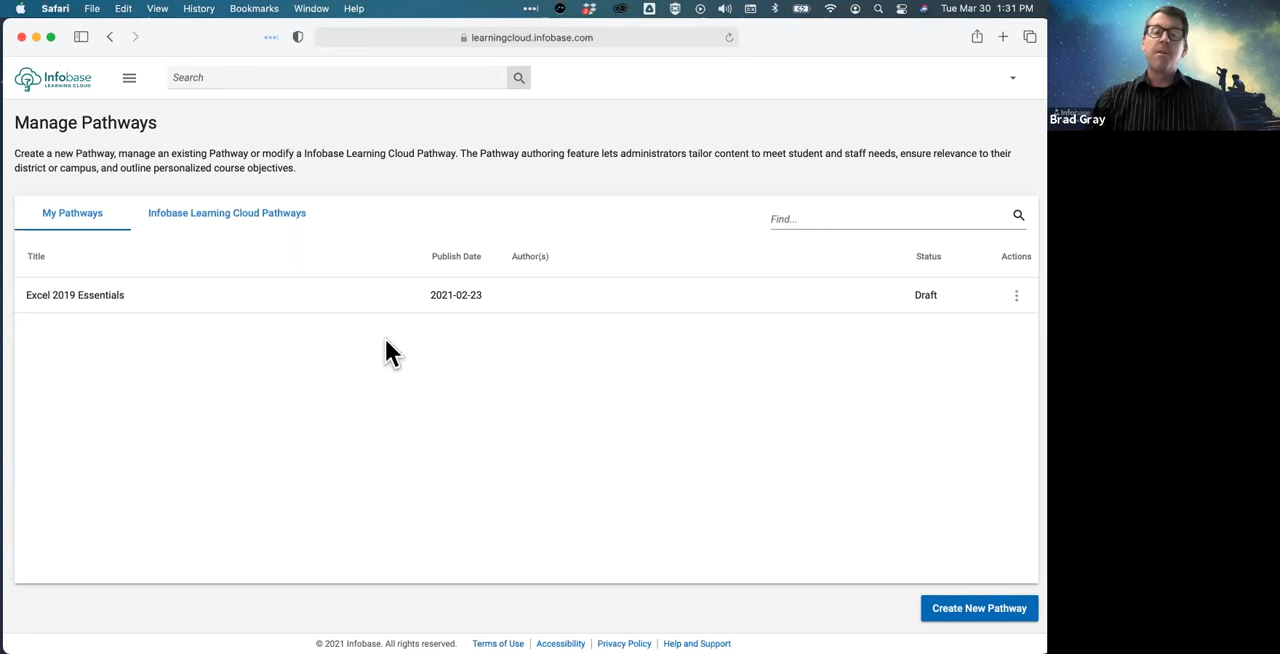 Safari File Edit View History Bookmarks Window Help Tue Mar 30 1:31 PM
learningcloud.infobase.com
Infobase
LEARNING CLOUD
Search
Manage Pathways
Create a new Pathway, manage an existing Pathway or modify a Infobase Learning Cloud Pathway. The Pathway authoring feature lets administrators tailor content to meet student and staff needs, ensure relevance to their
district or campus, and outline personalized course objectives.
My Pathways Infobase Learning Cloud Pathways Find...
Title Publish Date Author(s) Status Actions
Excel 2019 Essentials 2021-02-23 Draft
Create New Pathway
© 2021 Infobase. All rights reserved. Terms of Use Accessibility Privacy Policy Help and Support
Infobase
Brad Gray